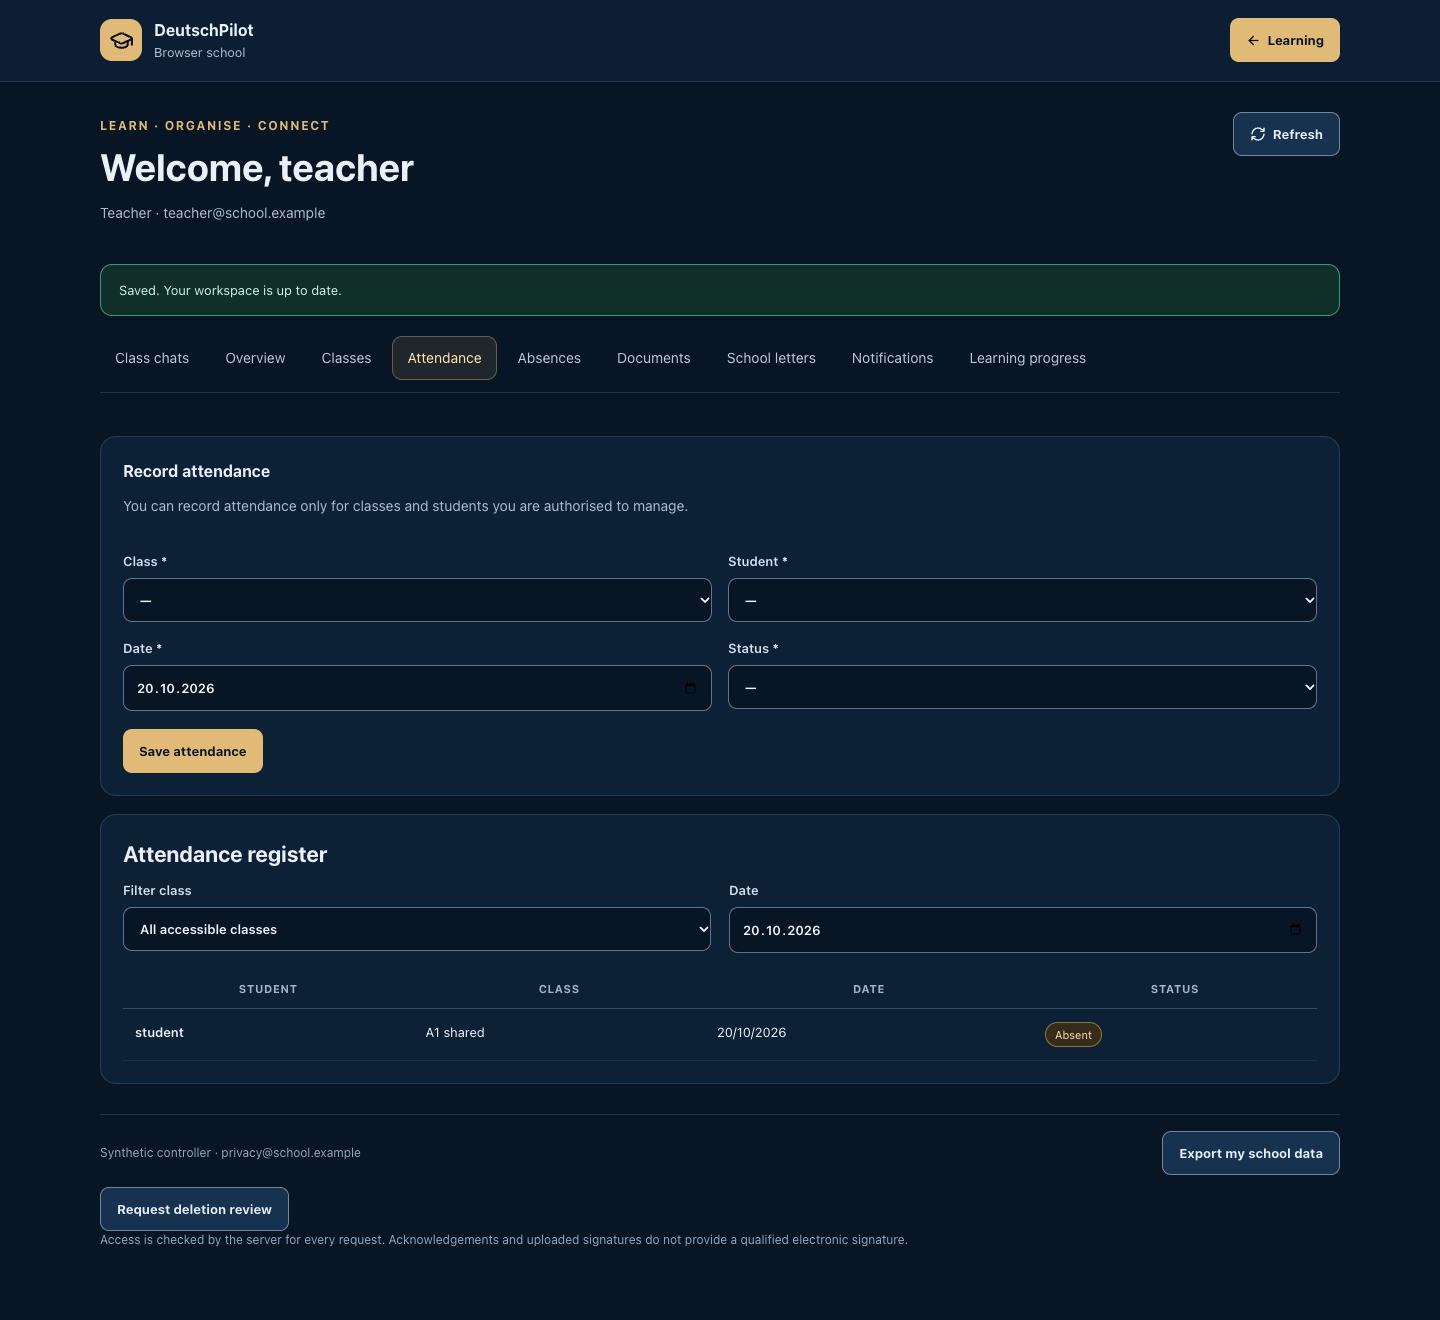 DeutschPilot
Browser school
Learning
LEARN · ORGANISE · CONNECT
Refresh
Welcome, teacher
Teacher · teacher@school.example
Saved. Your workspace is up to date.
Class chats Overview Classes Attendance Absences Documents School letters Notifications Learning progress
Record attendance
You can record attendance only for classes and students you are authorised to manage.
Class * Student *
— —
Date * Status *
20.10.2026 —
Save attendance
Attendance register
Filter class Date
All accessible classes 20.10.2026
STUDENT CLASS DATE STATUS
student A1 shared 20/10/2026 Absent
Synthetic controller · privacy@school.example Export my school data
Request deletion review
Access is checked by the server for every request. Acknowledgements and uploaded signatures do not provide a qualified electronic signature.